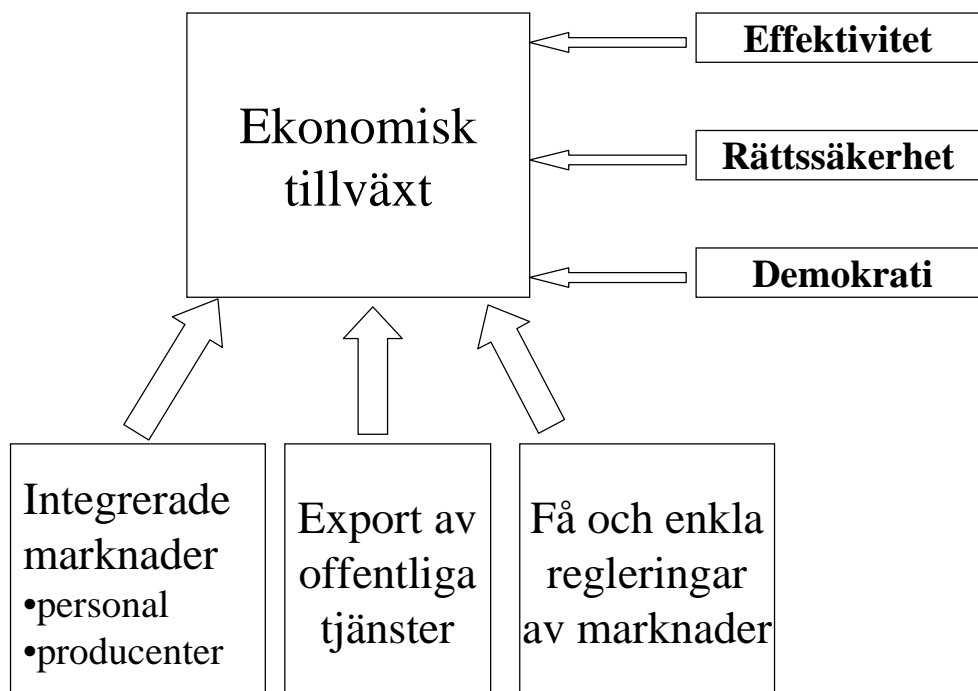 Ekonomisk
tillväxt
Effektivitet
Rättssäkerhet
Demokrati
Integrerade
marknader
•personal
•producenter
Export av
offentliga
tjänster
Få och enkla
regleringar
av marknader